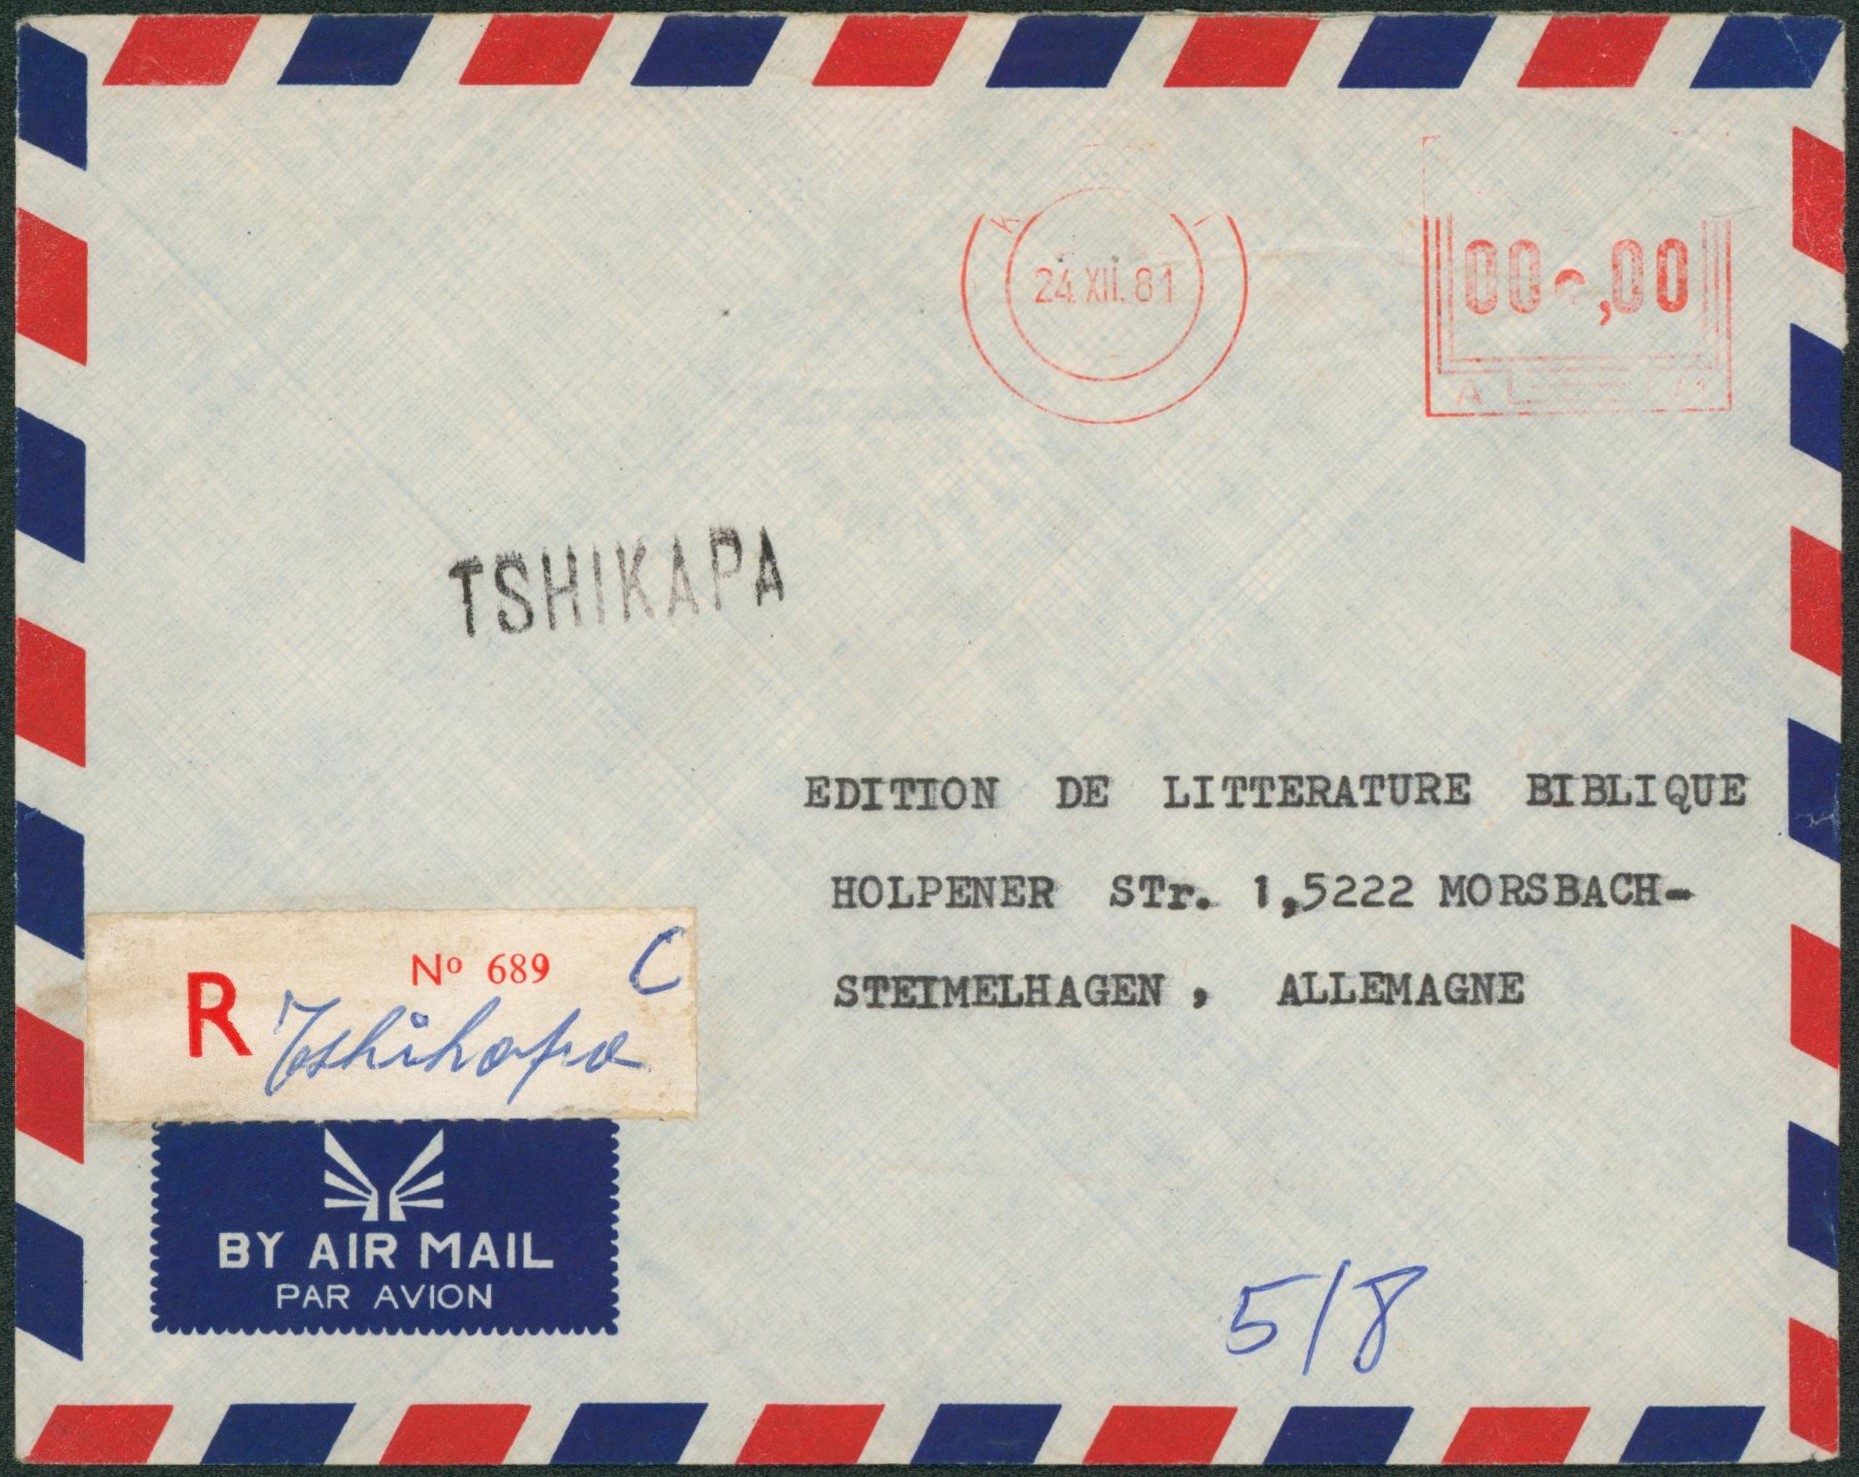 24.XII.81
00 ,00
A
TSHIKAPA
EDITION DE LITTERATURE BIBLIQUE
HOLPENER STr. 1,5222 MORSBACH-
STEIMELHAGEN , ALLEMAGNE
Nº 689 C
R Tshikapa
BY AIR MAIL
PAR AVION
5/8